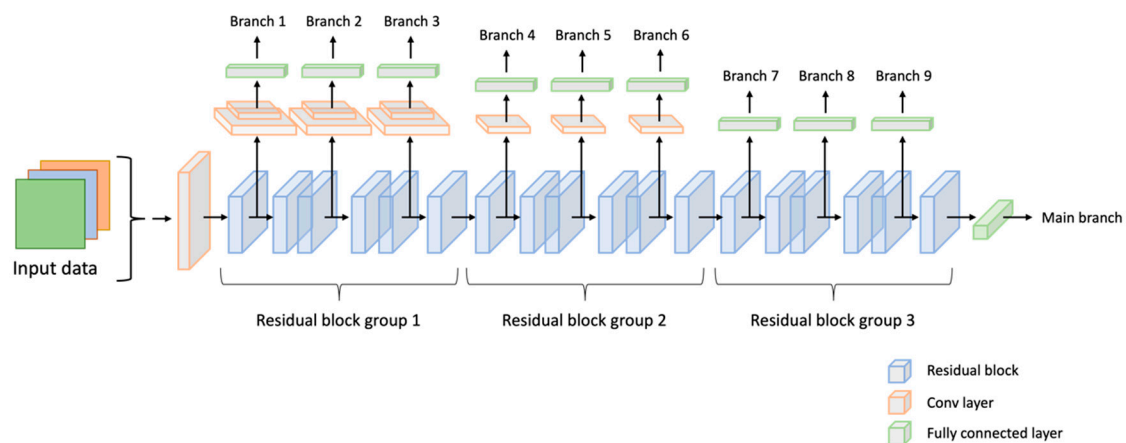 Branch 1
Branch 2
Branch 3
Branch 4
Branch 5
Branch 6
Branch 7
Branch 8
Branch 9
Input data
Main branch
Residual block group 1
Residual block group 2
Residual block group 3
Residual block
Conv layer
Fully connected layer